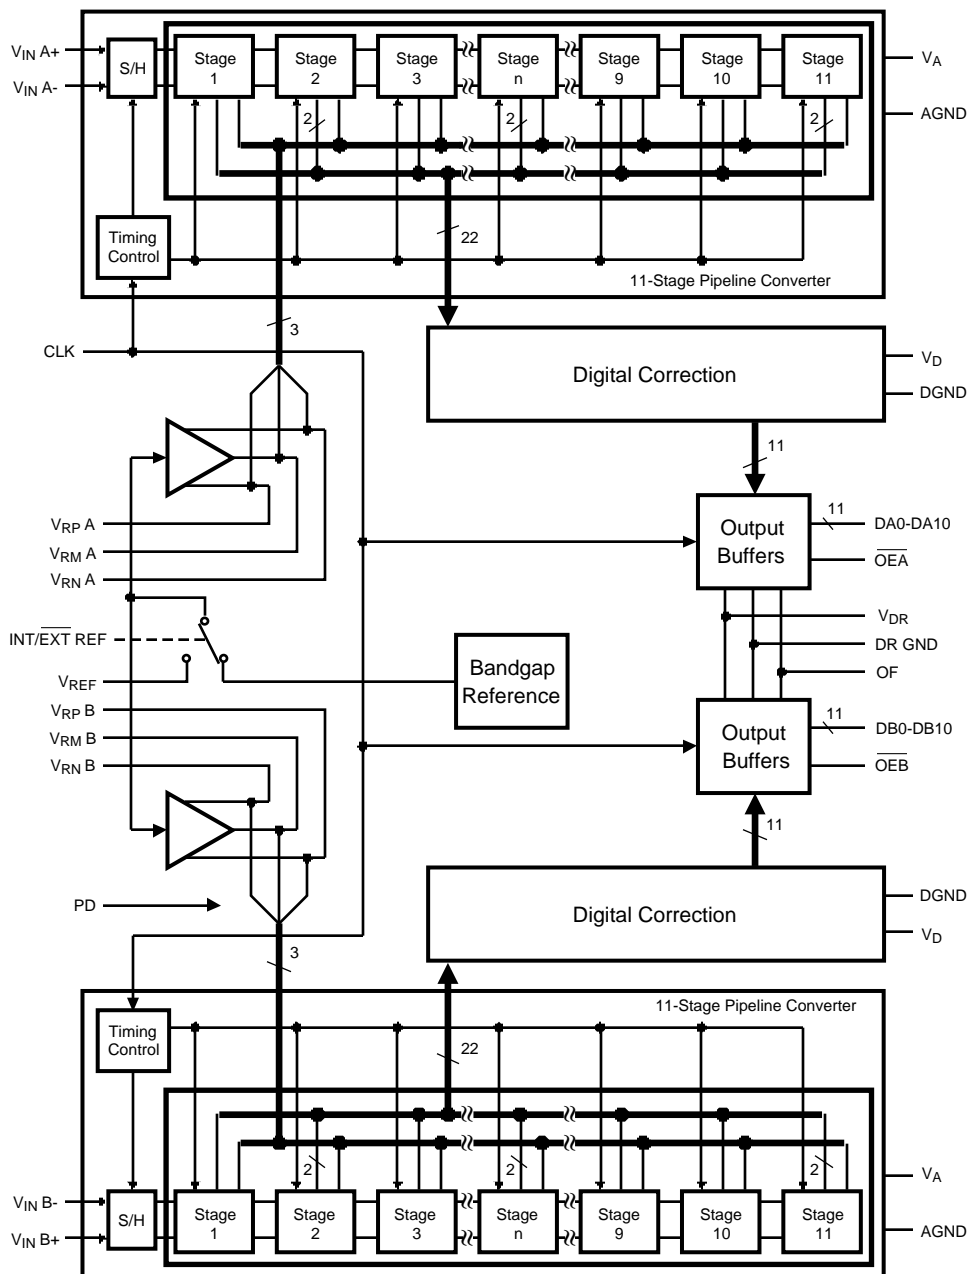 VIN A+
VIN A-
S/H
Stage 1
Stage 2
Stage 3
Stage n
Stage 9
Stage 10
Stage 11
VA
AGND
2
2
2
Timing Control
22
11-Stage Pipeline Converter
3
CLK
Digital Correction
VD
DGND
11
VRP A
VRM A
VRN A
Output Buffers
11
DA0-DA10
OEA
INT/EXT REF
VDR
DR GND
OF
VREF
Bandgap Reference
VRP B
VRM B
VRN B
Output Buffers
11
DB0-DB10
OEB
11
PD
Digital Correction
DGND
VD
3
11-Stage Pipeline Converter
Timing Control
22
2
2
2
VA
VIN B-
VIN B+
S/H
Stage 1
Stage 2
Stage 3
Stage n
Stage 9
Stage 10
Stage 11
AGND